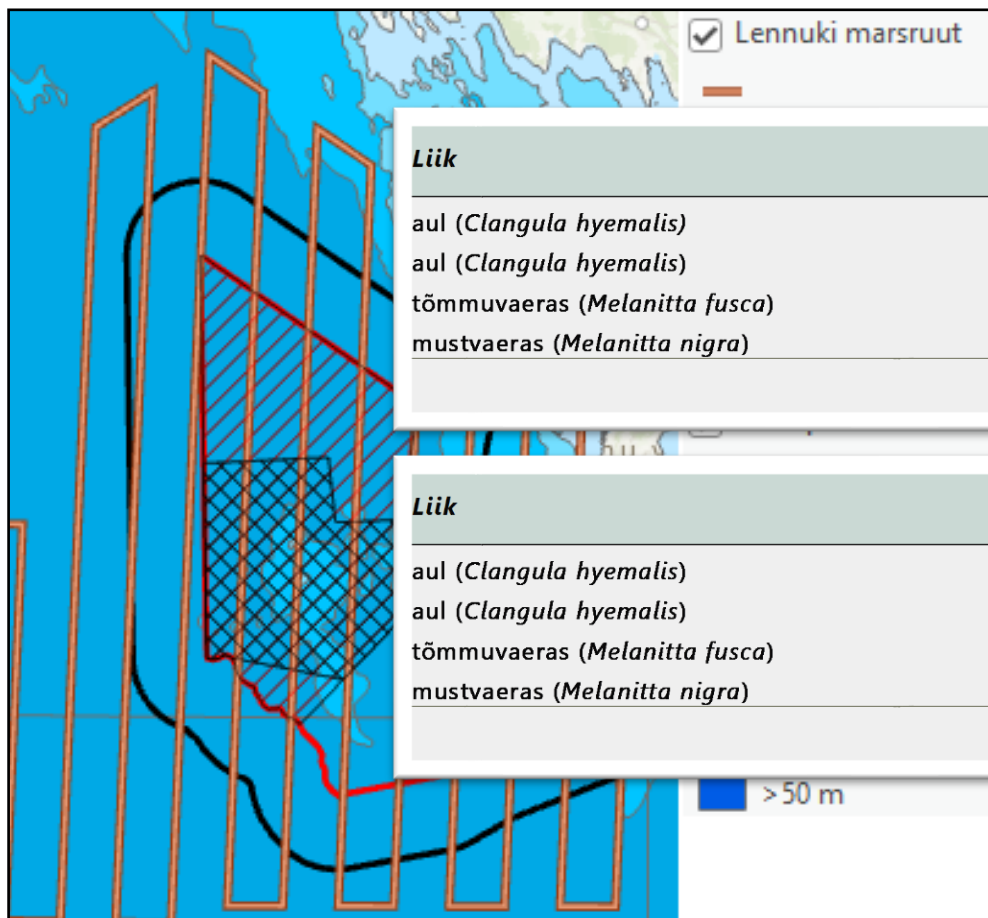 Lennuki marsruut
Liik
aul (Clangula hyemalis)
aul (Clangula hyemalis)
tõmmuvaeras (Melanitta fusca)
mustvaeras (Melanitta nigra)
Liik
aul (Clangula hyemalis)
aul (Clangula hyemalis)
tõmmuvaeras (Melanitta fusca)
mustvaeras (Melanitta nigra)
> 50 m